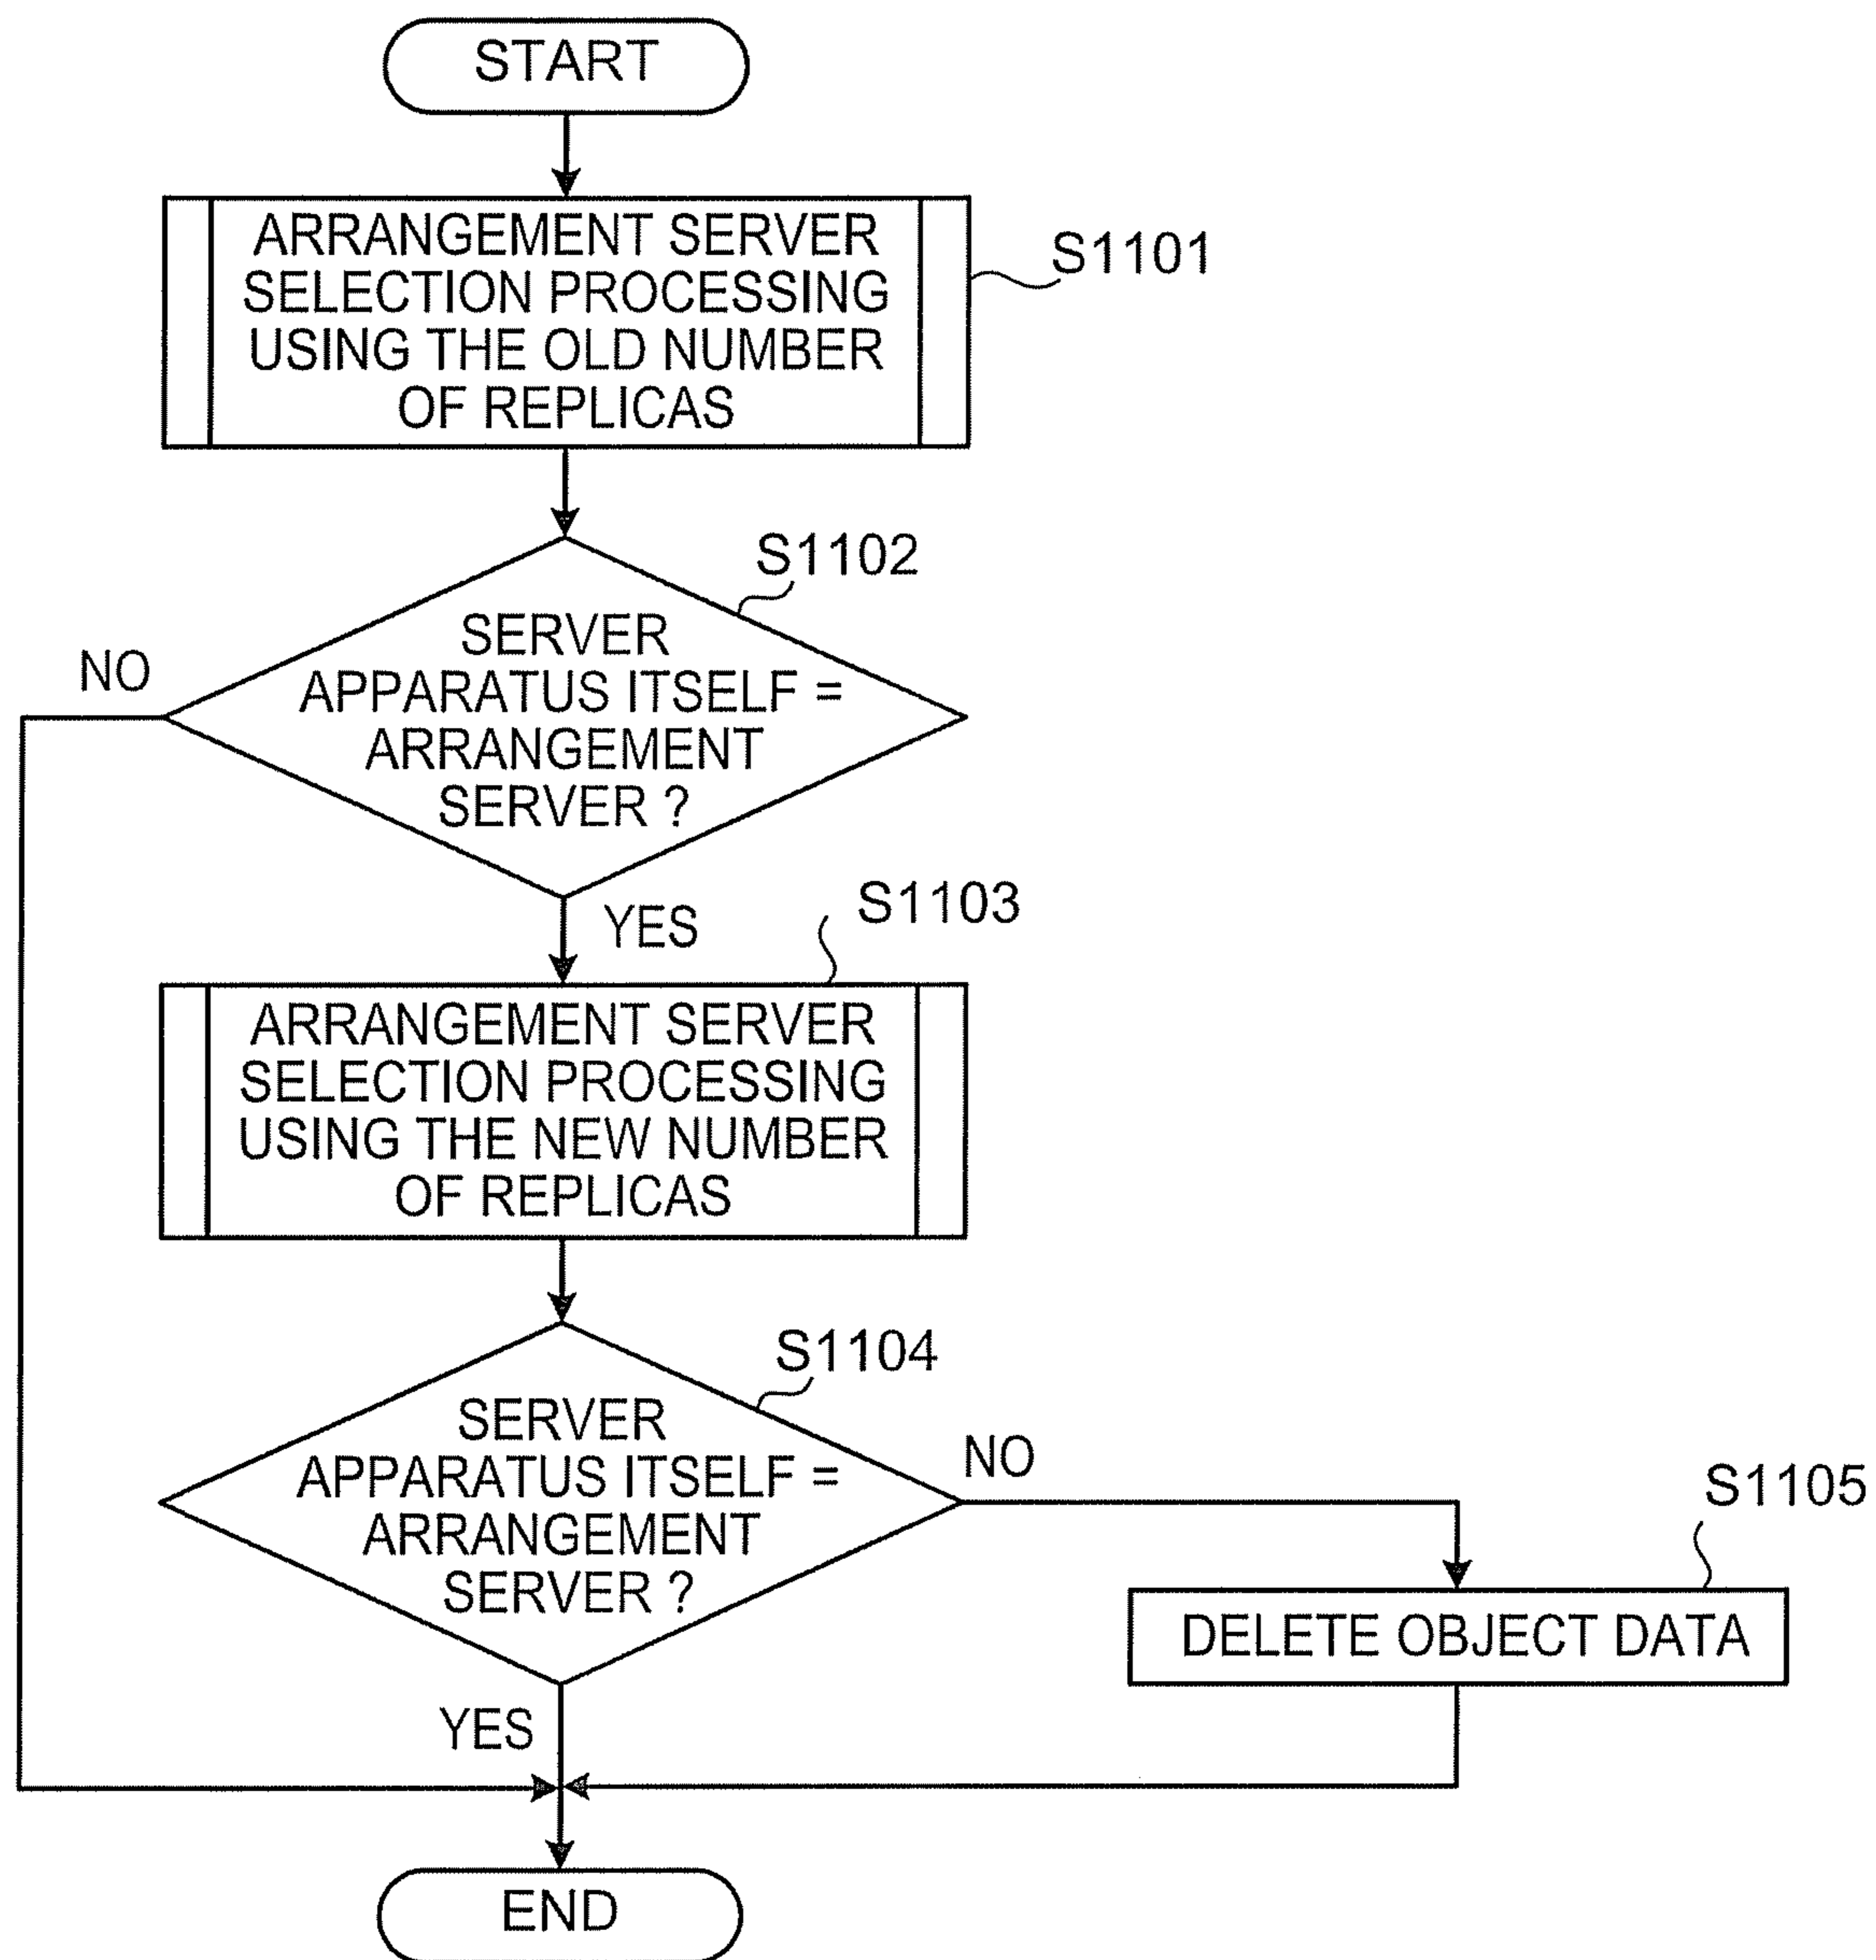 START
ARRANGEMENT SERVER
SELECTION PROCESSING
USING THE OLD NUMBER
OF REPLICAS
S1101
S1102
SERVER
APPARATUS ITSELF =
ARRANGEMENT
SERVER ?
NO
YES
S1103
ARRANGEMENT SERVER
SELECTION PROCESSING
USING THE NEW NUMBER
OF REPLICAS
S1104
SERVER
APPARATUS ITSELF =
ARRANGEMENT
SERVER ?
NO
S1105
DELETE OBJECT DATA
YES
END